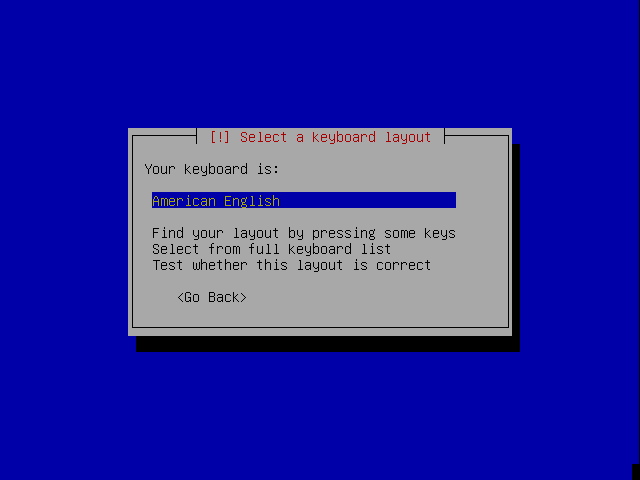 [!] Select a keyboard layout
Your keyboard is:
American English
Find your layout by pressing some keys
Select from full keyboard list
Test whether this layout is correct
<Go Back>